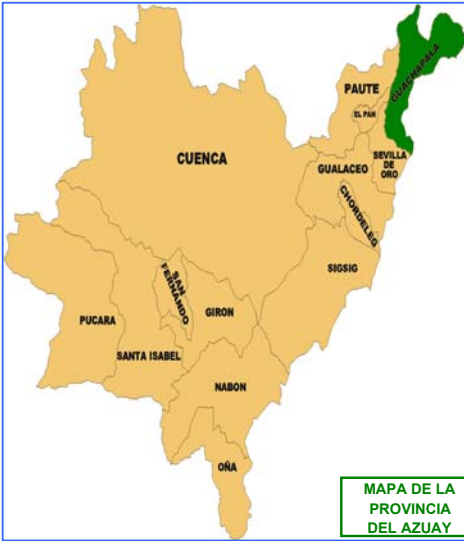 GUACHAPALA
PAUTE
EL PAN
CUENCA
SEVILLA
DE
ORO
GUALACEO
CHORDELEG
SIGSIG
SAN
FERNANDO
GIRON
PUCARA
SANTA ISABEL
NABON
OÑA
MAPA DE LA
PROVINCIA
DEL AZUAY